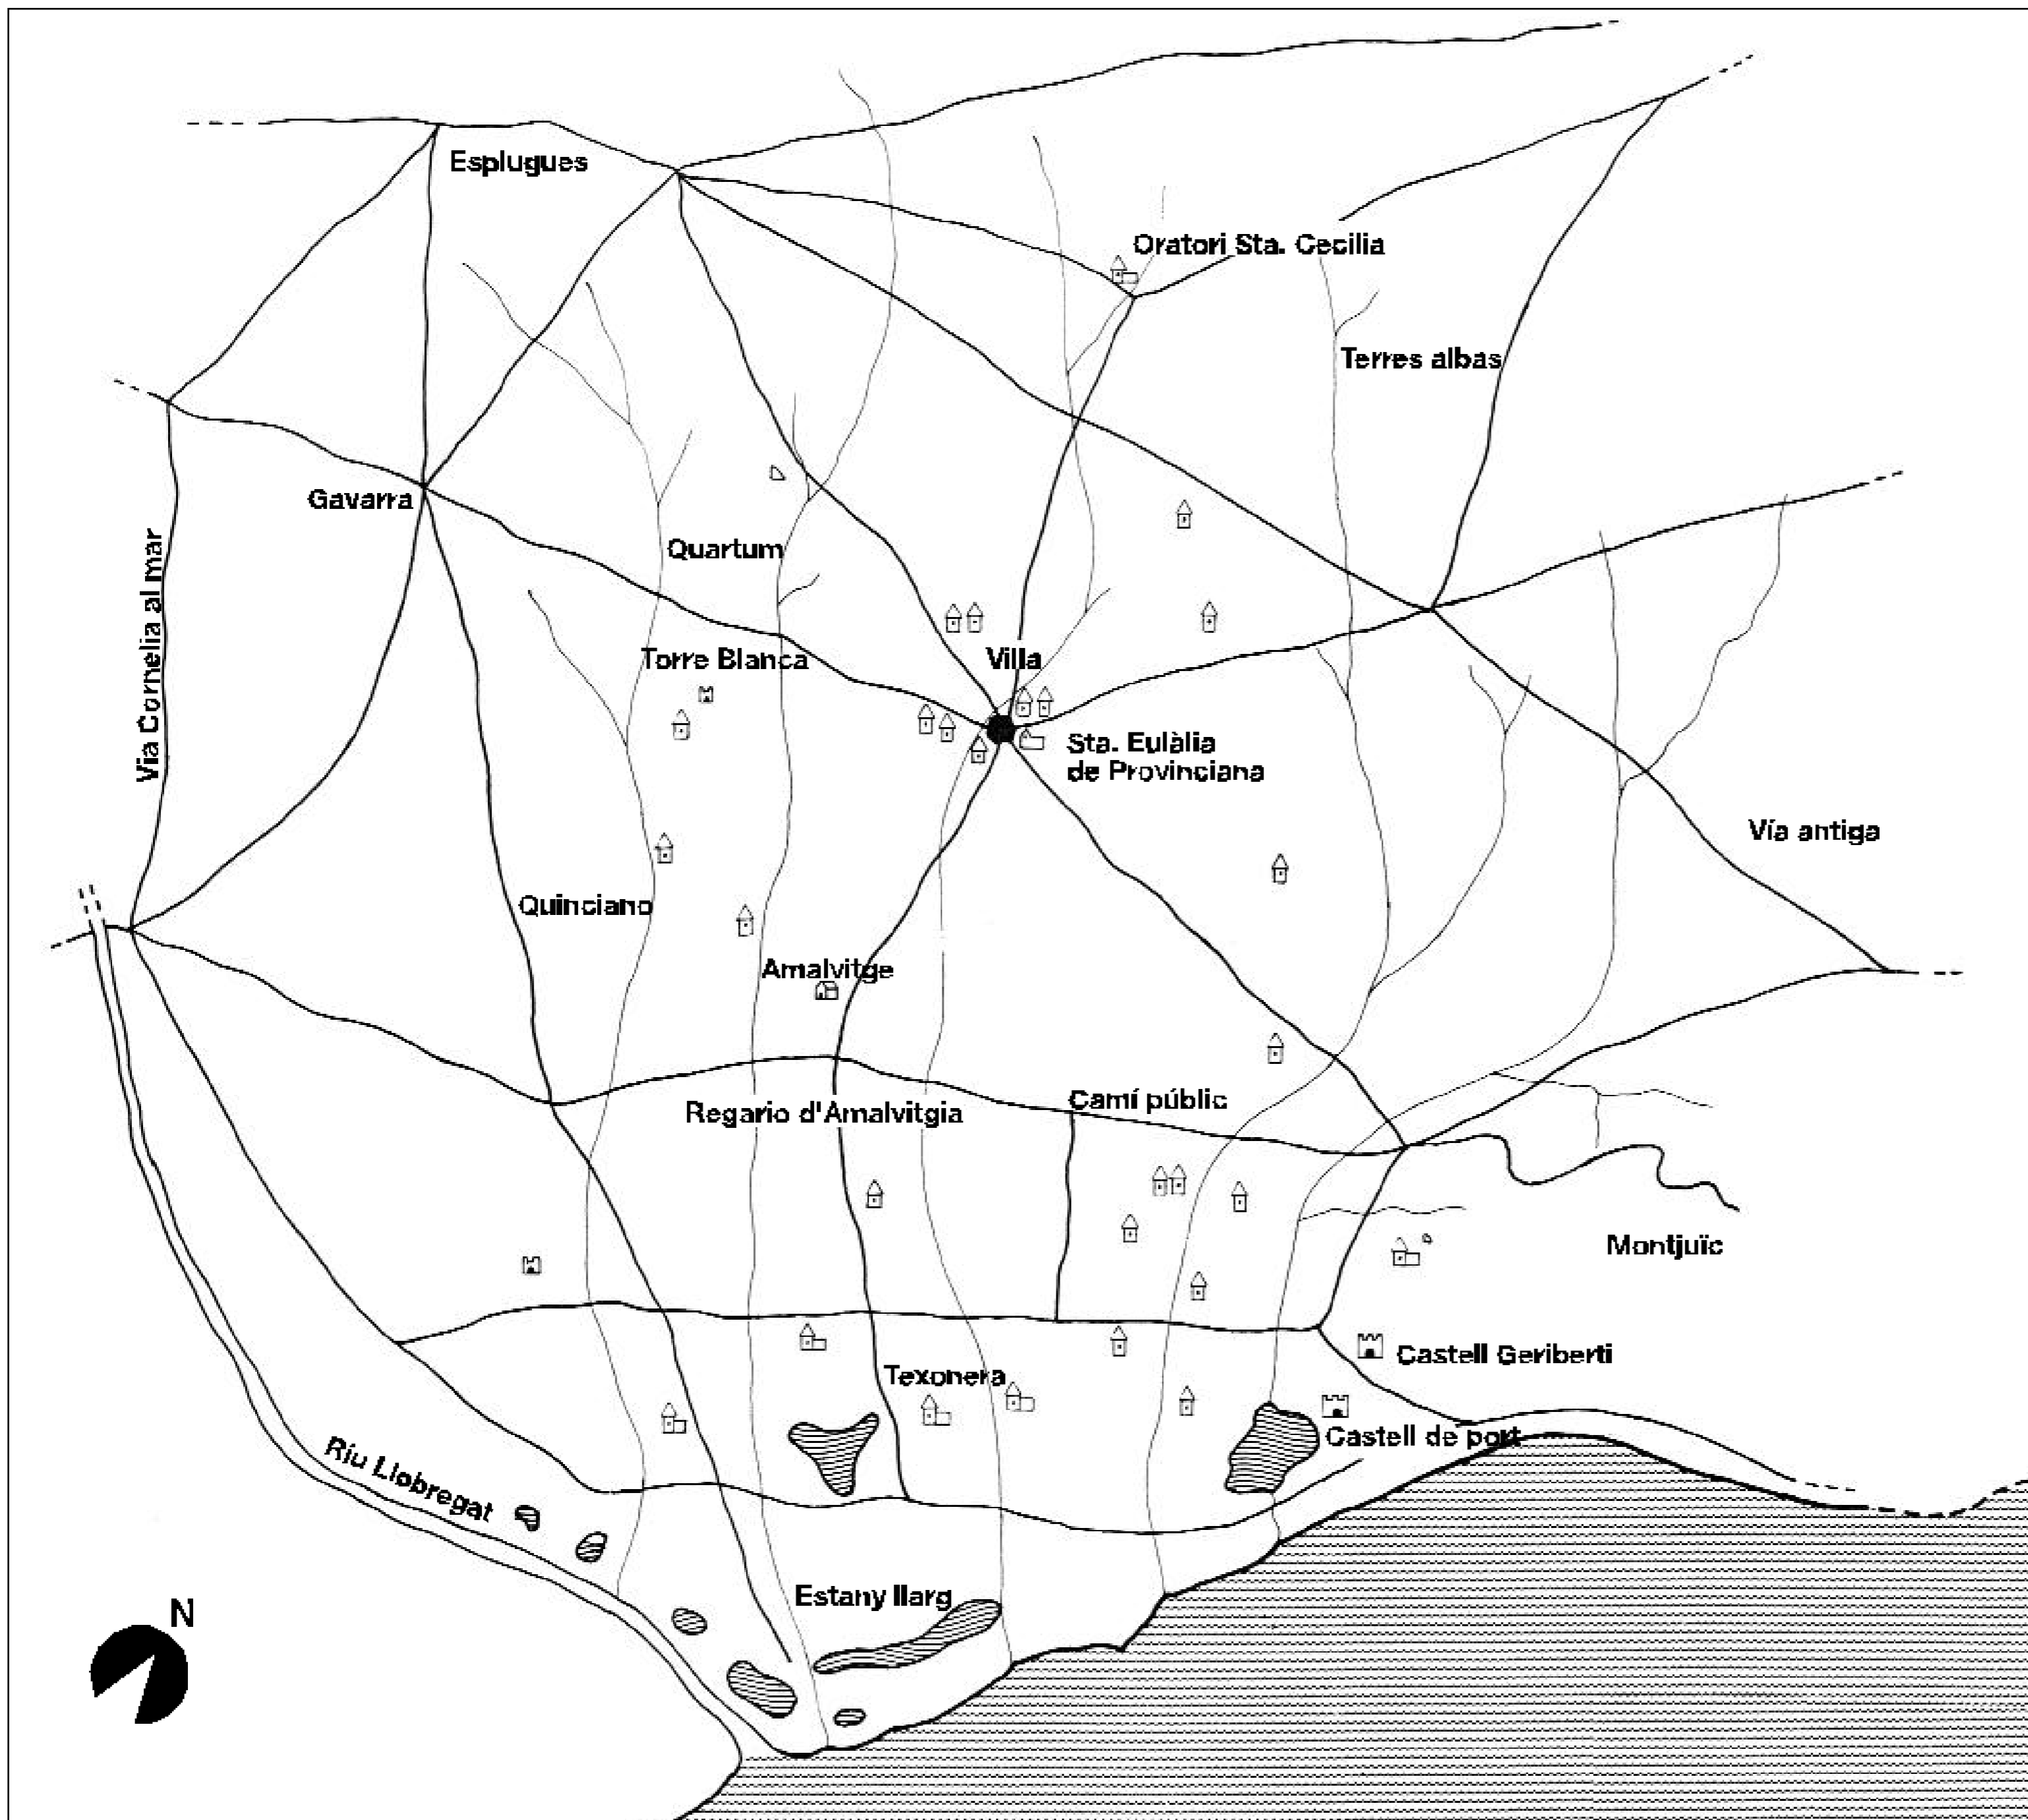 Esplugues
Oratori Sta. Cecilia
Terres albas
Gavarra
Quartum
Via Cornelia al mar
Torre Blanca
Villa
Sta. Eulàlia
de Provinciana
Vía antiga
Quinciano
Amalvitge
Camí públic
Regario d'Amalvitgia
Montjuïc
Castell Geriberti
Texonera
Castell de port
Riu Llobregat
Estany llarg
N